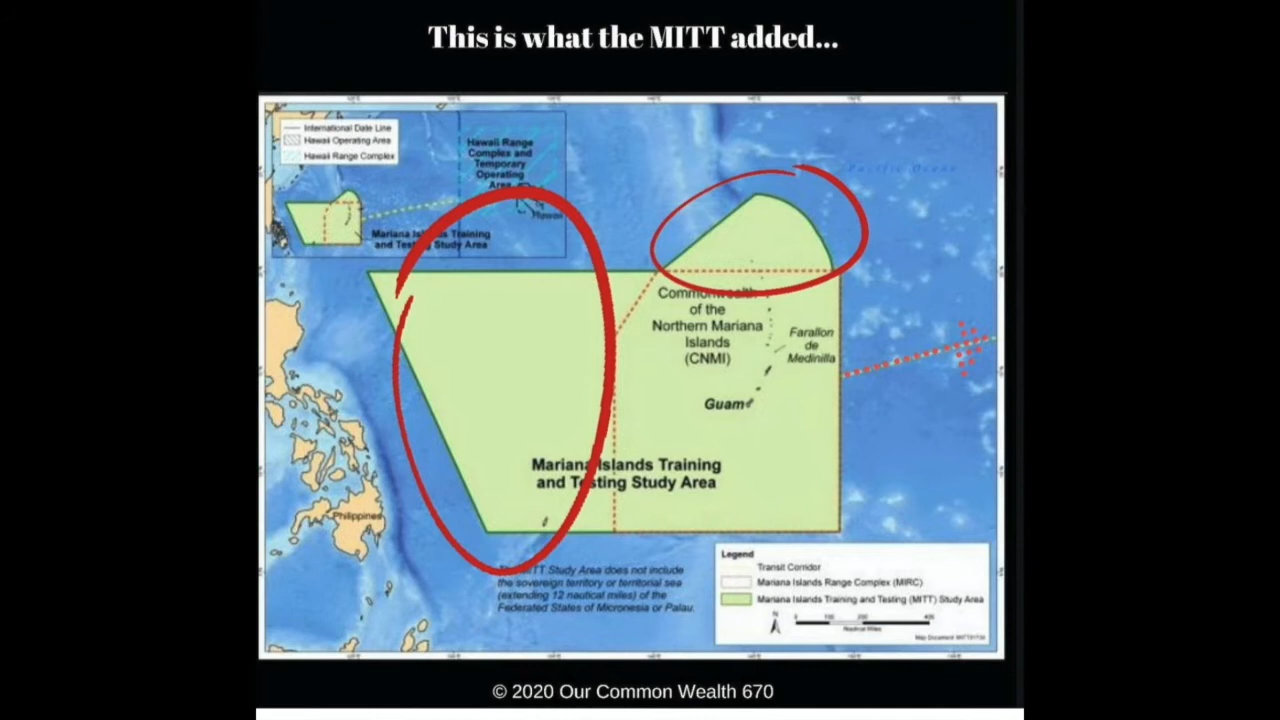 This is what the MITT added...
International Date Line
Hawaii Operating Area
Hawaii Range Complex
Hawaii Range
Complex and
Temporary
Operating
Area
Hawaii
Pacific Ocean
Mariana Islands Training
and Testing Study Area
Commonwealth
of the
Northern Mariana
Islands
(CNMI)
Farallon
de
Medinilla
Guam
Mariana Islands Training
and Testing Study Area
Philippines
The MITT Study Area does not include
the sovereign territory or territorial sea
(extending 12 nautical miles) of the
Federated States of Micronesia or Palau.
Legend
Transit Corridor
Mariana Islands Range Complex (MIRC)
Mariana Islands Training and Testing (MITT) Study Area
N
0 100 200 400
Nautical Miles
© 2020 Our Common Wealth 670